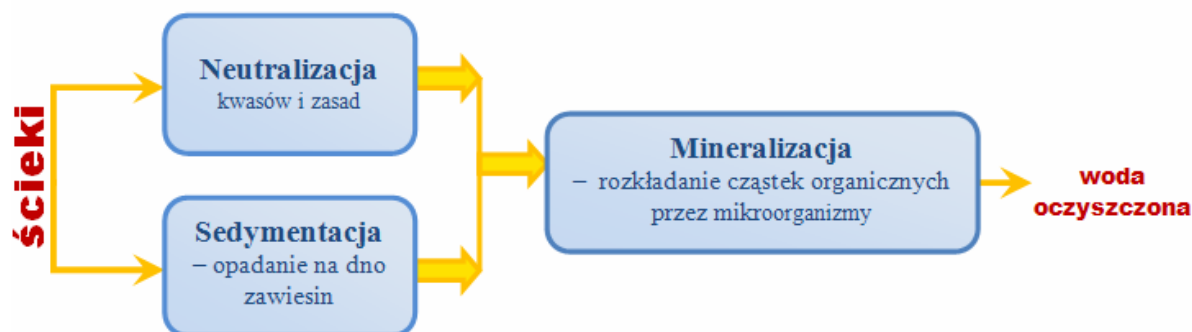 ścieki
Neutralizacja
kwasów i zasad
Sedymentacja
– opadanie na dno
zawiesin
Mineralizacja
– rozkładanie cząstek organicznych
przez mikroorganizmy
woda
oczyszczona